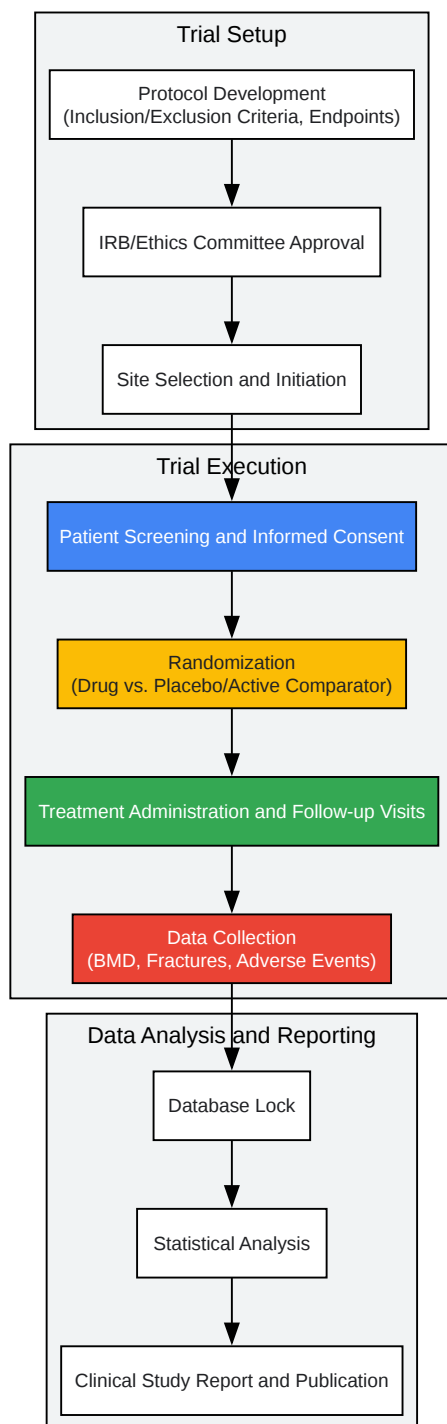 Trial Setup
Protocol Development
(Inclusion/Exclusion Criteria, Endpoints)
IRB/Ethics Committee Approval
Site Selection and Initiation
Trial Execution
Patient Screening and Informed Consent
Randomization
(Drug vs. Placebo/Active Comparator)
Treatment Administration and Follow-up Visits
Data Collection
(BMD, Fractures, Adverse Events)
Data Analysis and Reporting
Database Lock
Statistical Analysis
Clinical Study Report and Publication